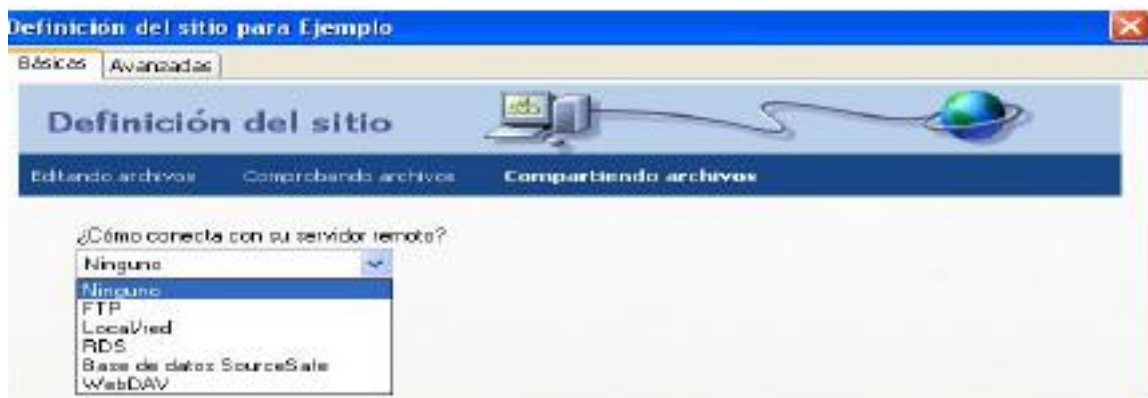 Definición del sitio para Ejemplo
Básicas Avanzadas
Definición del sitio
Editando archivos Comprobando archivos Compartiendo archivos
¿Cómo conecta con su servidor remoto?
Ninguno
Ninguno
FTP
Local/red
RDS
Base de datos SourceSafe
WebDAV